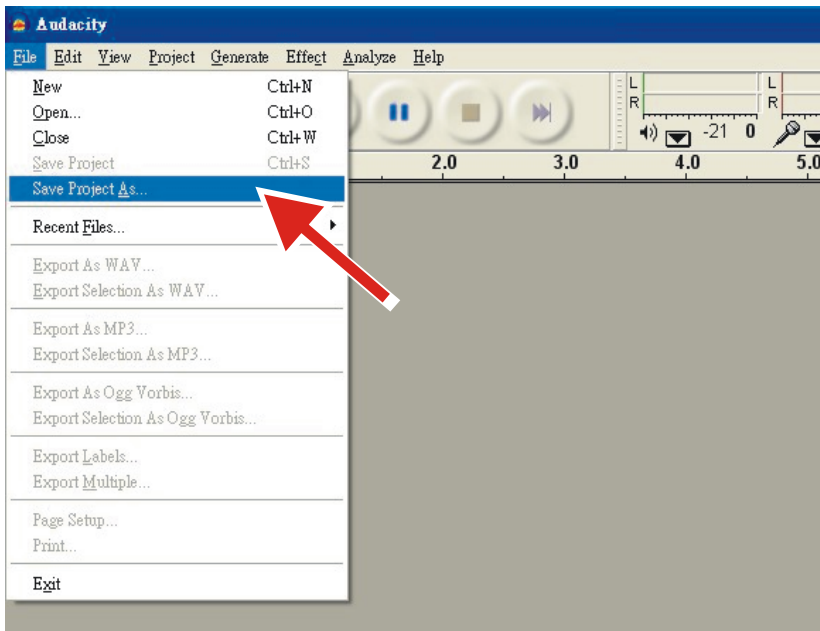 Audacity
File Edit View Project Generate Effect Analyze Help
New Ctrl+N
Open... Ctrl+O
Close Ctrl+W
Save Project Ctrl+S
Save Project As...
Recent Files...
Export As WAV...
Export Selection As WAV...
Export As MP3...
Export Selection As MP3...
Export As Ogg Vorbis...
Export Selection As Ogg Vorbis...
Export Labels...
Export Multiple...
Page Setup...
Print...
Exit
L L
R R
-21 0
2.0 3.0 4.0 5.0